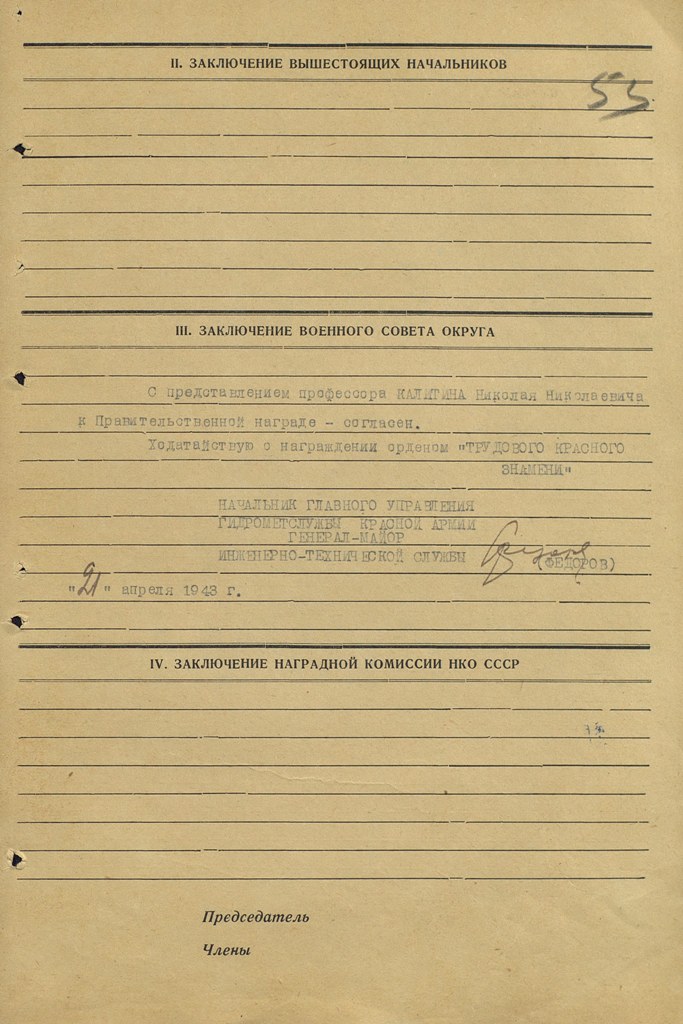 II. ЗАКЛЮЧЕНИЕ ВЫШЕСТОЯЩИХ НАЧАЛЬНИКОВ
53
III. ЗАКЛЮЧЕНИЕ ВОЕННОГО СОВЕТА ОКРУГА
С представлением профессора КАЛИТИНА Николая Николаевича
к Правительственной награде – согласен.
Ходатайствую о награждении орденом "ТРУДОВОГО КРАСНОГО
ЗНАМЕНИ"
НАЧАЛЬНИК ГЛАВНОГО УПРАВЛЕНИЯ
ГИДРОМЕТСЛУЖБЫ КРАСНОЙ АРМИИ
ГЕНЕРАЛ-МАЙОР
ИНЖЕНЕРНО-ТЕХНИЧЕСКОЙ СЛУЖБЫ
(ФЕДОРОВ)
"21" апреля 1943 г.
IV. ЗАКЛЮЧЕНИЕ НАГРАДНОЙ КОМИССИИ НКО СССР
Председатель
Члены